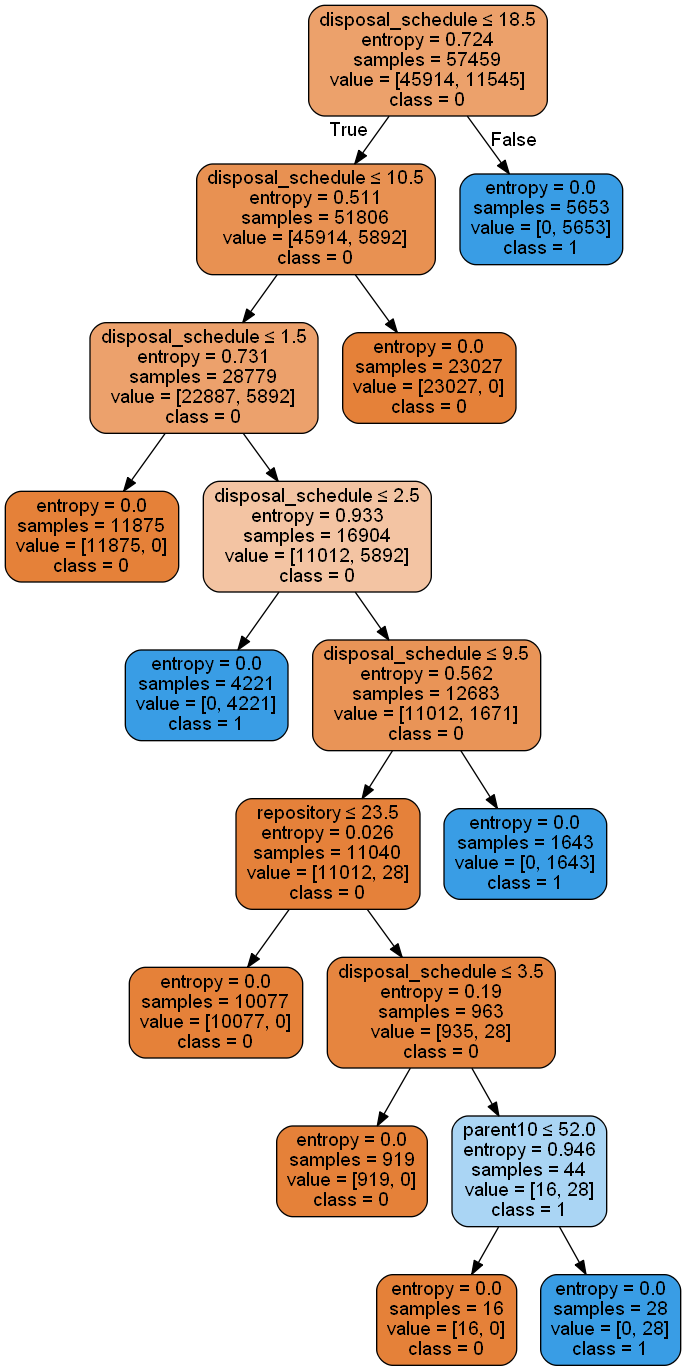 disposal_schedule ≤ 18.5
entropy = 0.724
samples = 57459
value = [45914, 11545]
class = 0
True
False
disposal_schedule ≤ 10.5
entropy = 0.511
samples = 51806
value = [45914, 5892]
class = 0
entropy = 0.0
samples = 5653
value = [0, 5653]
class = 1
disposal_schedule ≤ 1.5
entropy = 0.731
samples = 28779
value = [22887, 5892]
class = 0
entropy = 0.0
samples = 23027
value = [23027, 0]
class = 0
entropy = 0.0
samples = 11875
value = [11875, 0]
class = 0
disposal_schedule ≤ 2.5
entropy = 0.933
samples = 16904
value = [11012, 5892]
class = 0
entropy = 0.0
samples = 4221
value = [0, 4221]
class = 1
disposal_schedule ≤ 9.5
entropy = 0.562
samples = 12683
value = [11012, 1671]
class = 0
repository ≤ 23.5
entropy = 0.026
samples = 11040
value = [11012, 28]
class = 0
entropy = 0.0
samples = 1643
value = [0, 1643]
class = 1
entropy = 0.0
samples = 10077
value = [10077, 0]
class = 0
disposal_schedule ≤ 3.5
entropy = 0.19
samples = 963
value = [935, 28]
class = 0
entropy = 0.0
samples = 919
value = [919, 0]
class = 0
parent10 ≤ 52.0
entropy = 0.946
samples = 44
value = [16, 28]
class = 1
entropy = 0.0
samples = 16
value = [16, 0]
class = 0
entropy = 0.0
samples = 28
value = [0, 28]
class = 1